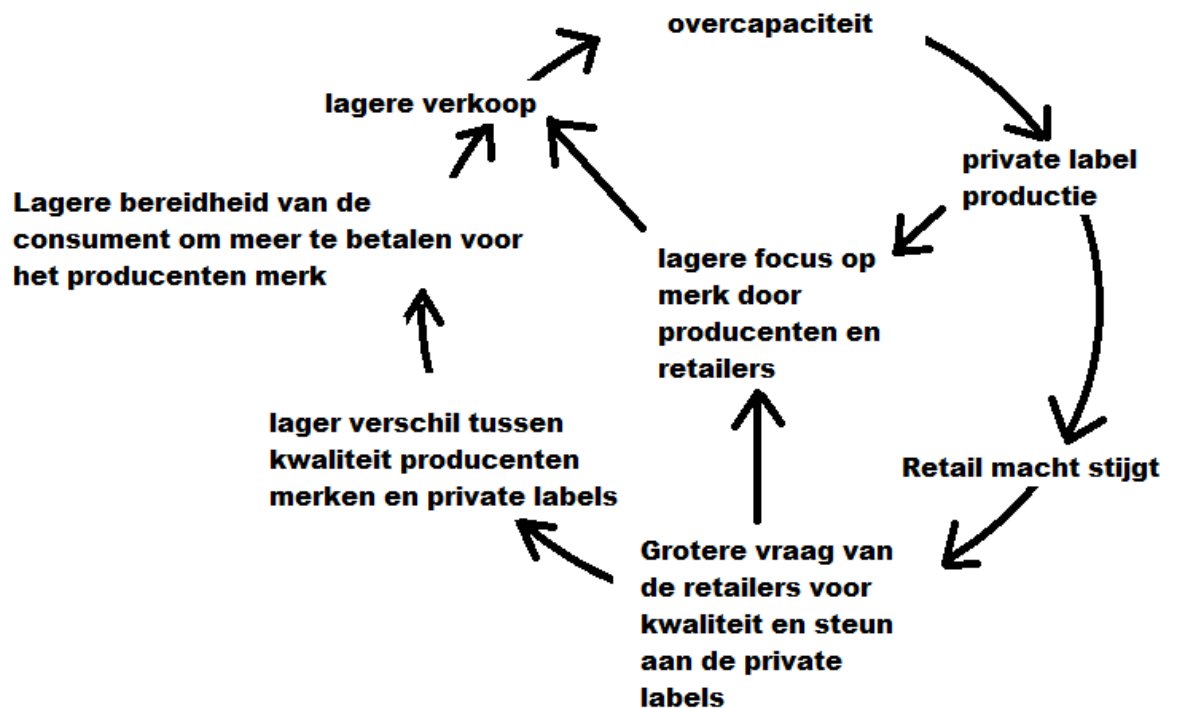 overcapaciteit
lagere verkoop
private label
productie
Lagere bereidheid van de
consument om meer te betalen voor
het producenten merk
lagere focus op
merk door
producenten en
retailers
lager verschil tussen
kwaliteit producenten
merken en private labels
Retail macht stijgt
Grotere vraag van
de retailers voor
kwaliteit en steun
aan de private
labels